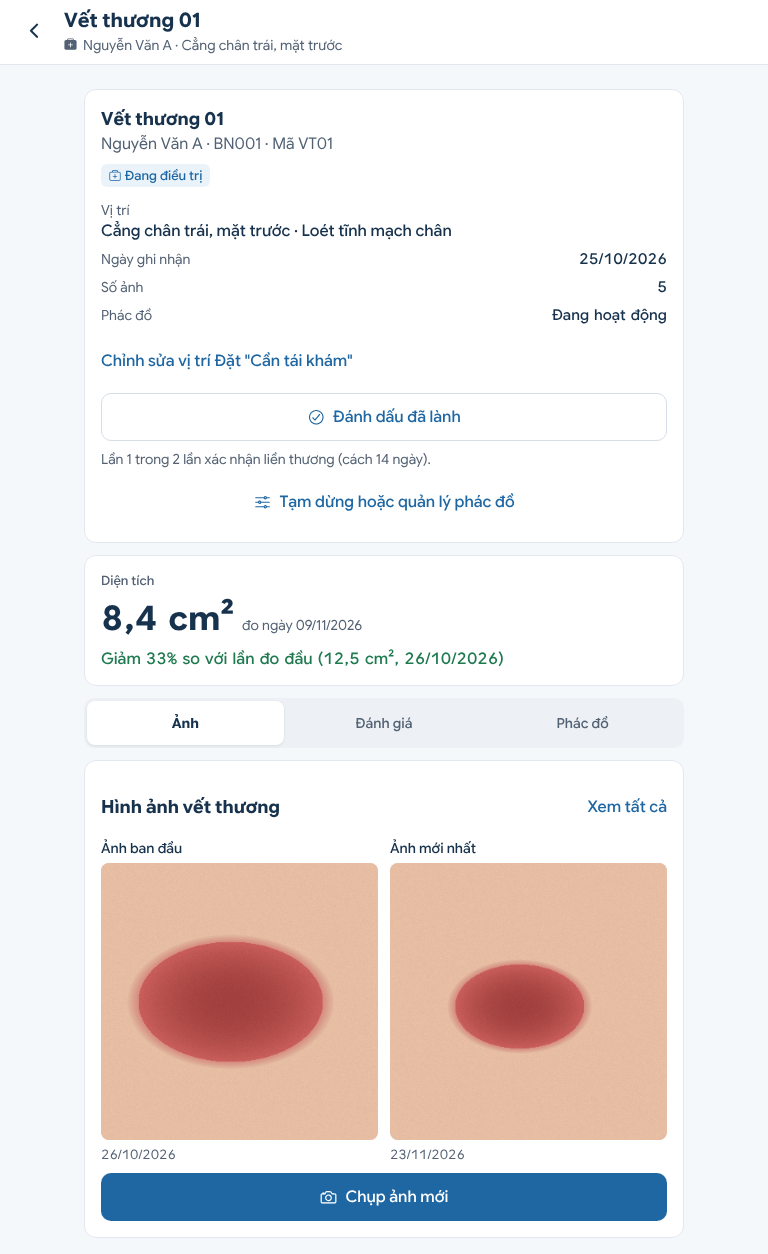 Vết thương 01
Nguyễn Văn A · Cẳng chân trái, mặt trước
Vết thương 01
Nguyễn Văn A · BN001 · Mã VT01
Đang điều trị
Vị trí
Cẳng chân trái, mặt trước · Loét tĩnh mạch chân
Ngày ghi nhận 25/10/2026
Số ảnh 5
Phác đồ Đang hoạt động
Chỉnh sửa vị trí Đặt "Cần tái khám"
Đánh dấu đã lành
Lần 1 trong 2 lần xác nhận liền thương (cách 14 ngày).
Tạm dừng hoặc quản lý phác đồ
Diện tích
8,4 cm² đo ngày 09/11/2026
Giảm 33% so với lần đo đầu (12,5 cm², 26/10/2026)
Ảnh Đánh giá Phác đồ
Hình ảnh vết thương Xem tất cả
Ảnh ban đầu Ảnh mới nhất
26/10/2026 23/11/2026
Chụp ảnh mới